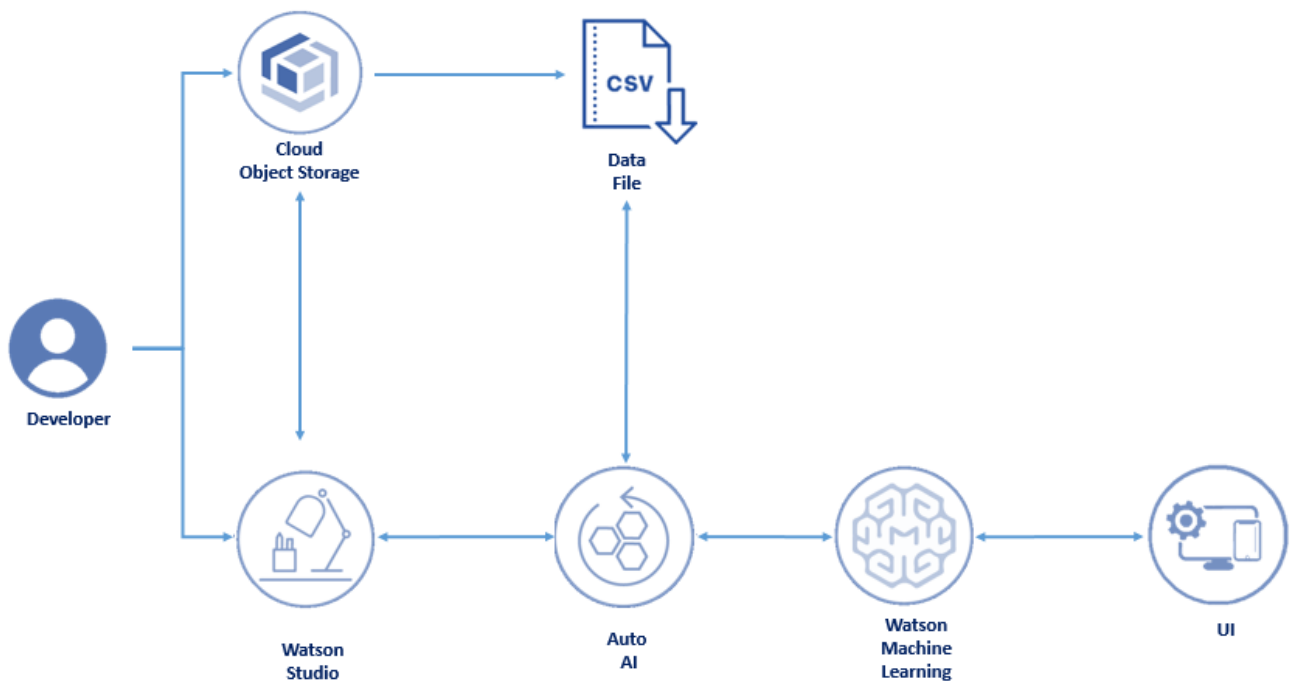 CSV
Cloud
Object Storage
Data
File
Developer
Watson
Studio
Auto
AI
Watson
Machine
Learning
UI